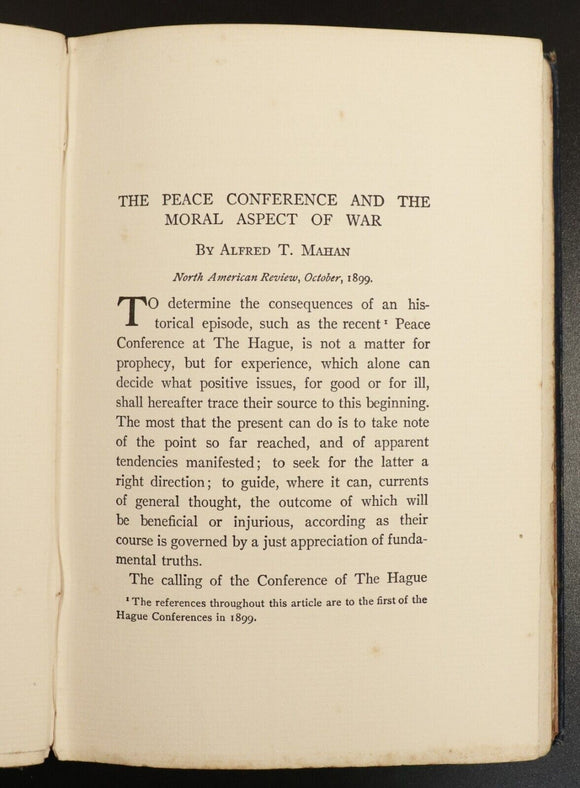 THE PEACE CONFERENCE AND THE
MORAL ASPECT OF WAR
BY ALFRED T. MAHAN
North American Review, October, 1899.
TO determine the consequences of an his-
torical episode, such as the recent¹ Peace
Conference at The Hague, is not a matter for
prophecy, but for experience, which alone can
decide what positive issues, for good or for ill,
shall hereafter trace their source to this beginning.
The most that the present can do is to take note
of the point so far reached, and of apparent
tendencies manifested; to seek for the latter a
right direction; to guide, where it can, currents
of general thought, the outcome of which will
be beneficial or injurious, according as their
course is governed by a just appreciation of funda-
mental truths.
The calling of the Conference of The Hague
¹ The references throughout this article are to the first of the
Hague Conferences in 1899.